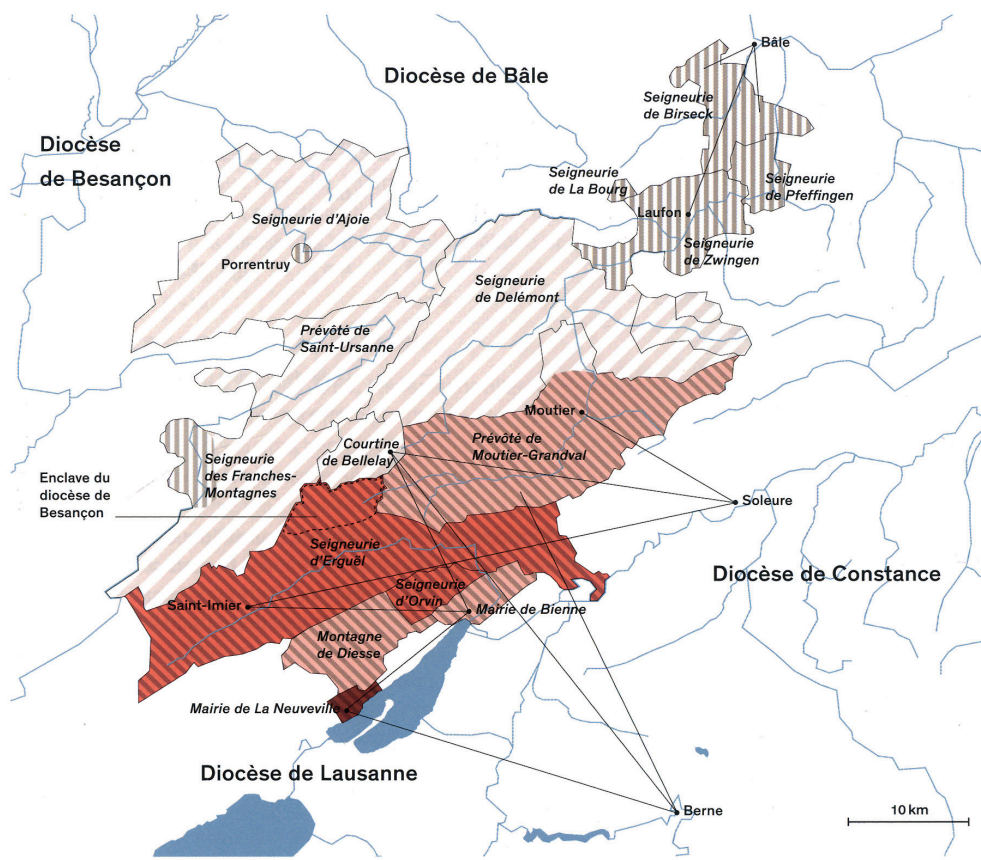 Bâle
Diocèse de Bâle
Seigneurie
de Birseck
Diocèse
de Besançon
Seigneurie
de La Bourg
Seigneurie
de Pfeffingen
Laufon
Seigneurie d'Ajoie
Seigneurie
de Zwingen
Porrentruy
Seigneurie
de Delémont
Prévôté de
Saint-Ursanne
Moutier
Prévôté de
Moutier-Grandval
Courtine
de Bellelay
Seigneurie
des Franches-
Montagnes
Enclave du
diocèse de
Besançon
Soleure
Seigneurie
d'Erguël
Diocèse de Constance
Seigneurie
d'Orvin
Saint-Imier
Mairie de Bienne
Montagne
de Diesse
Mairie de La Neuveville
Diocèse de Lausanne
Berne
10 km